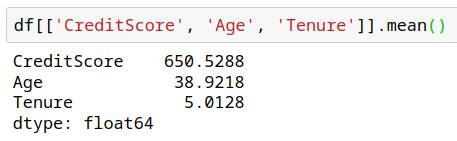 df[['CreditScore', 'Age', 'Tenure']].mean()
CreditScore    650.5288
Age             38.9218
Tenure           5.0128
dtype: float64